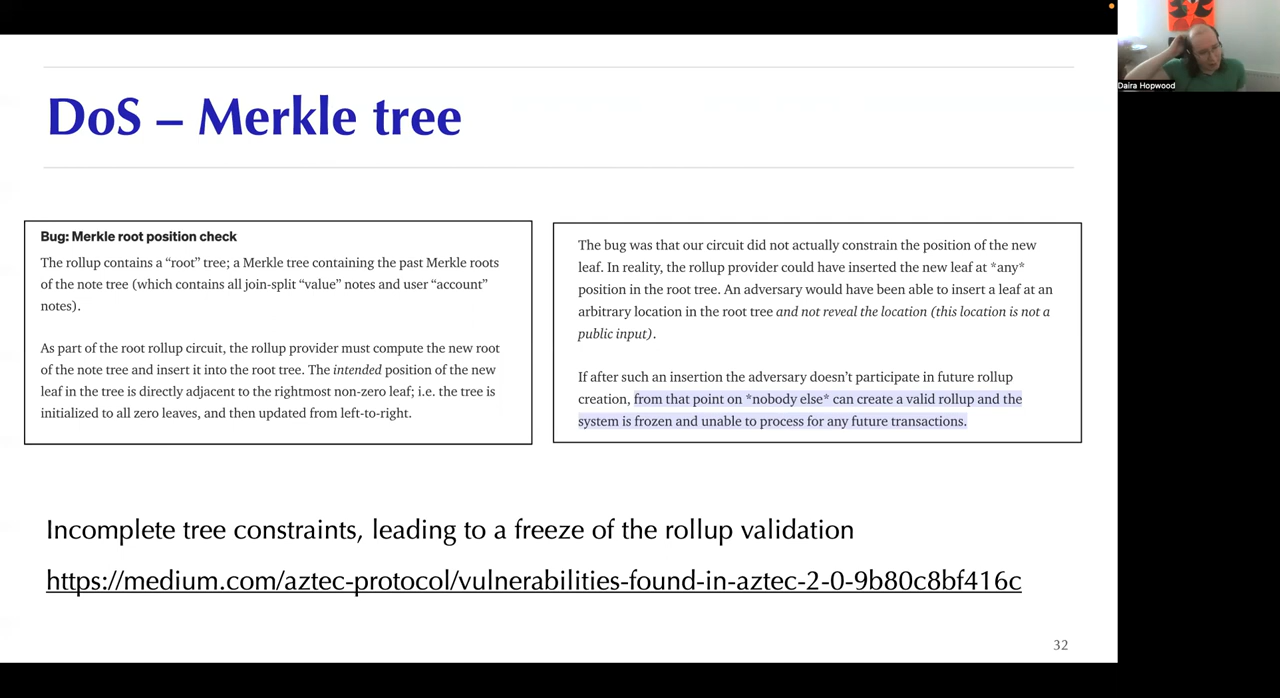 Daira Hopwood
DoS – Merkle tree
Bug: Merkle root position check
The rollup contains a “root” tree; a Merkle tree containing the past Merkle roots
of the note tree (which contains all join-split “value” notes and user “account”
notes).
As part of the root rollup circuit, the rollup provider must compute the new root
of the note tree and insert it into the root tree. The intended position of the new
leaf in the tree is directly adjacent to the rightmost non-zero leaf; i.e. the tree is
initialized to all zero leaves, and then updated from left-to-right.
The bug was that our circuit did not actually constrain the position of the new
leaf. In reality, the rollup provider could have inserted the new leaf at *any*
position in the root tree. An adversary would have been able to insert a leaf at an
arbitrary location in the root tree and not reveal the location (this location is not a
public input).
If after such an insertion the adversary doesn’t participate in future rollup
creation, from that point on *nobody else* can create a valid rollup and the
system is frozen and unable to process for any future transactions.
Incomplete tree constraints, leading to a freeze of the rollup validation
https://medium.com/aztec-protocol/vulnerabilities-found-in-aztec-2-0-9b80c8bf416c
32